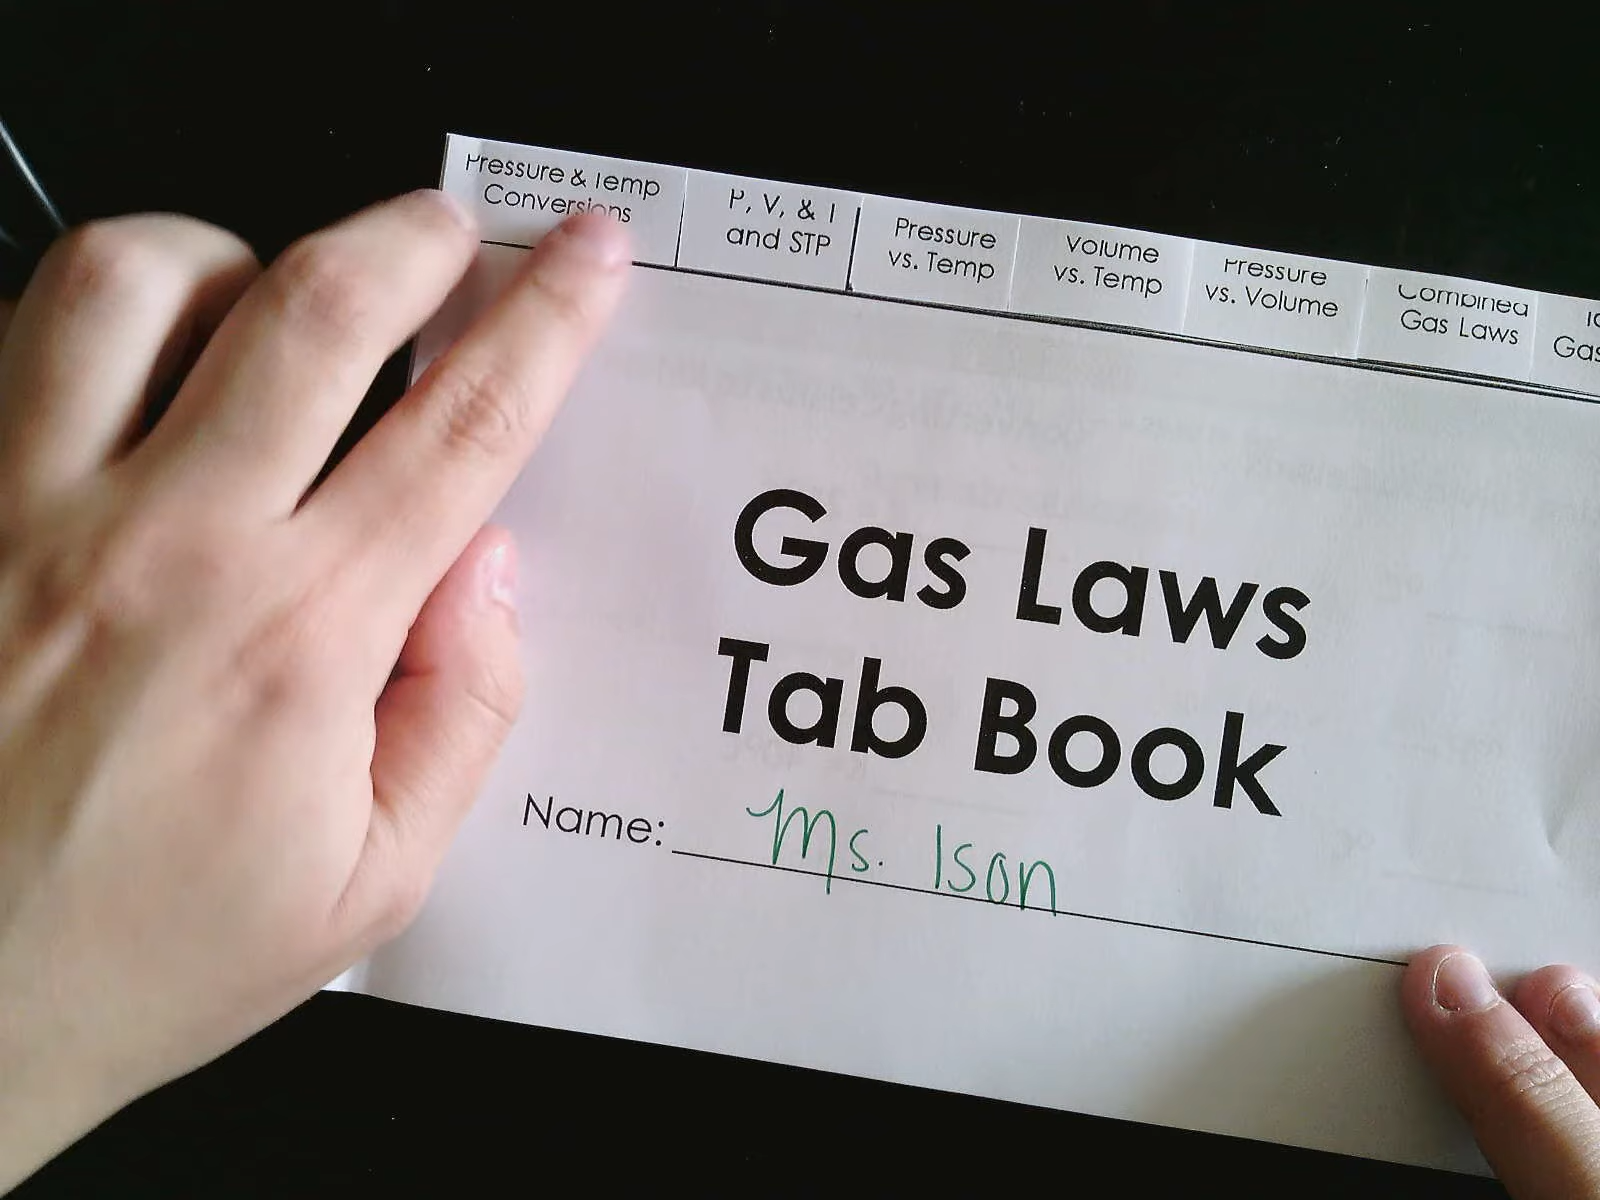 Pressure & Temp
Conversions
P, V, & T
and STP
Pressure
vs. Temp
Volume
vs. Temp
Pressure
vs. Volume
Combined
Gas Laws
Gas Laws
Tab Book
Name: Ms. Ison